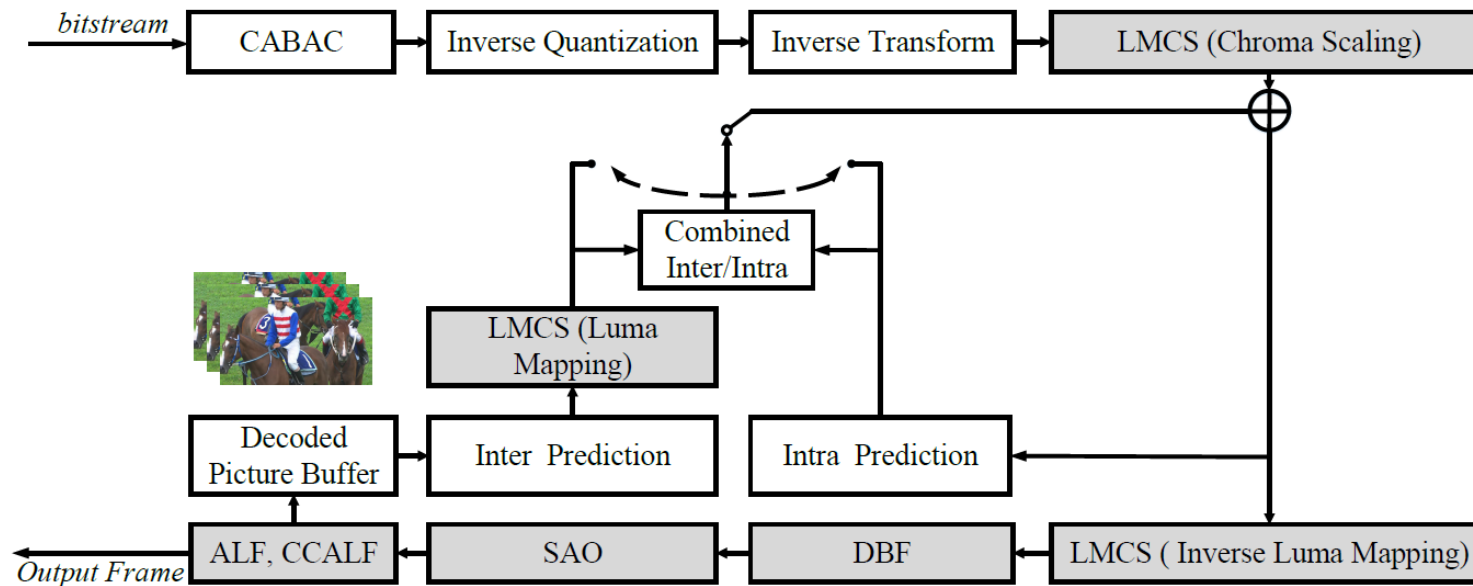 bitstream
CABAC
Inverse Quantization
Inverse Transform
LMCS (Chroma Scaling)
Combined
Inter/Intra
LMCS (Luma
Mapping)
Decoded
Picture Buffer
Inter Prediction
Intra Prediction
ALF, CCALF
SAO
DBF
LMCS ( Inverse Luma Mapping)
Output Frame